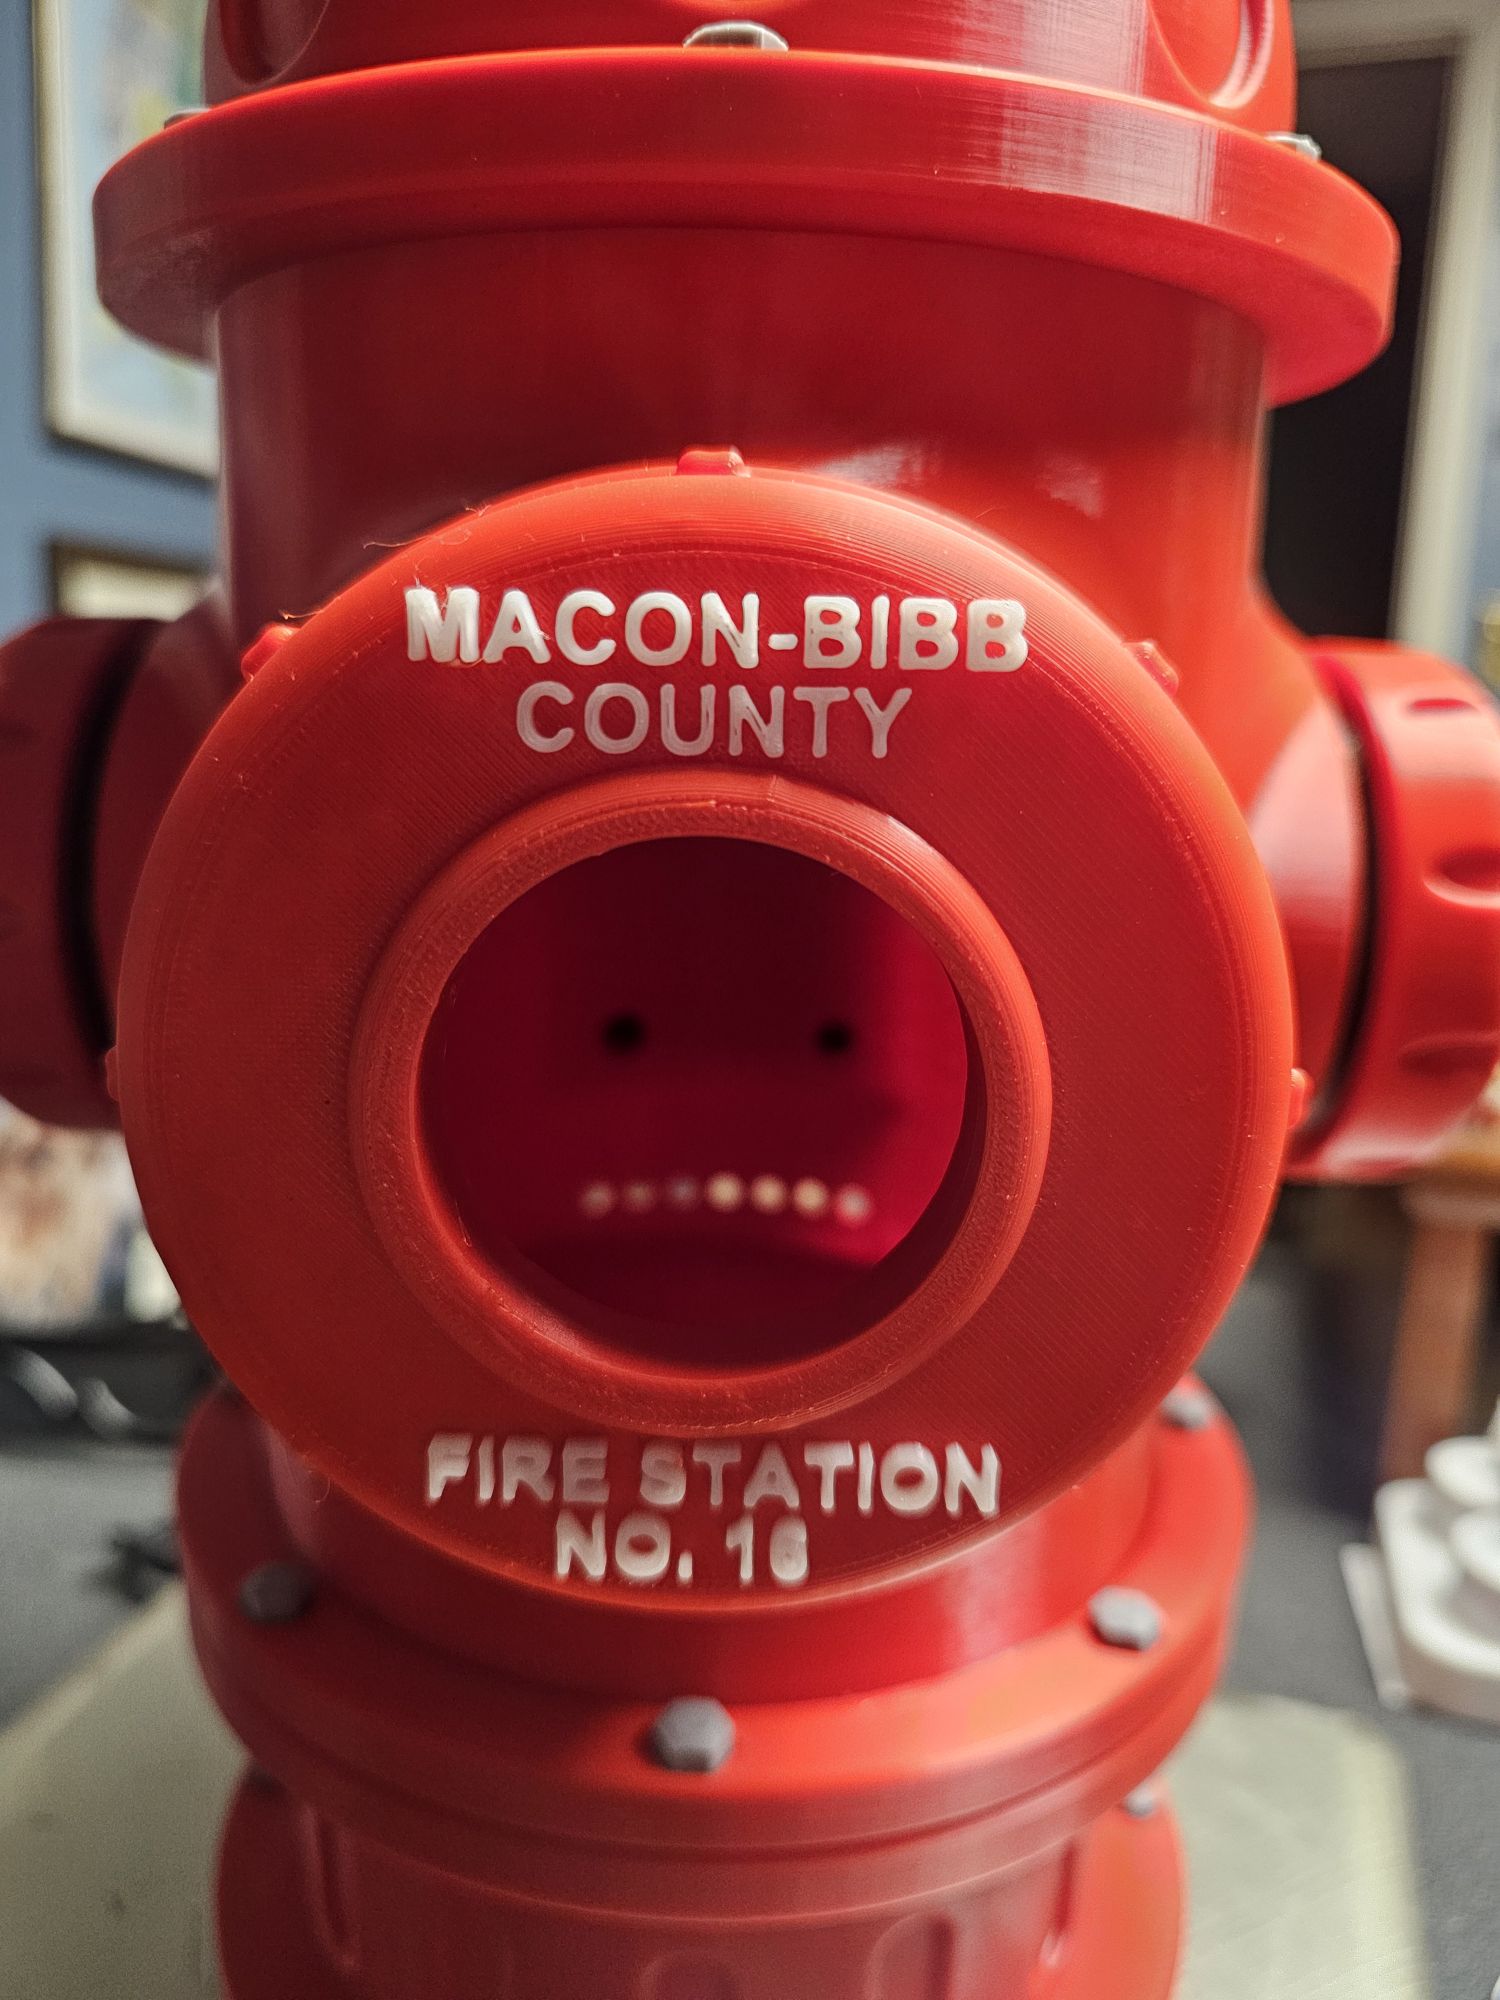 MACON-BIBB
COUNTY
FIRE STATION
NO. 16